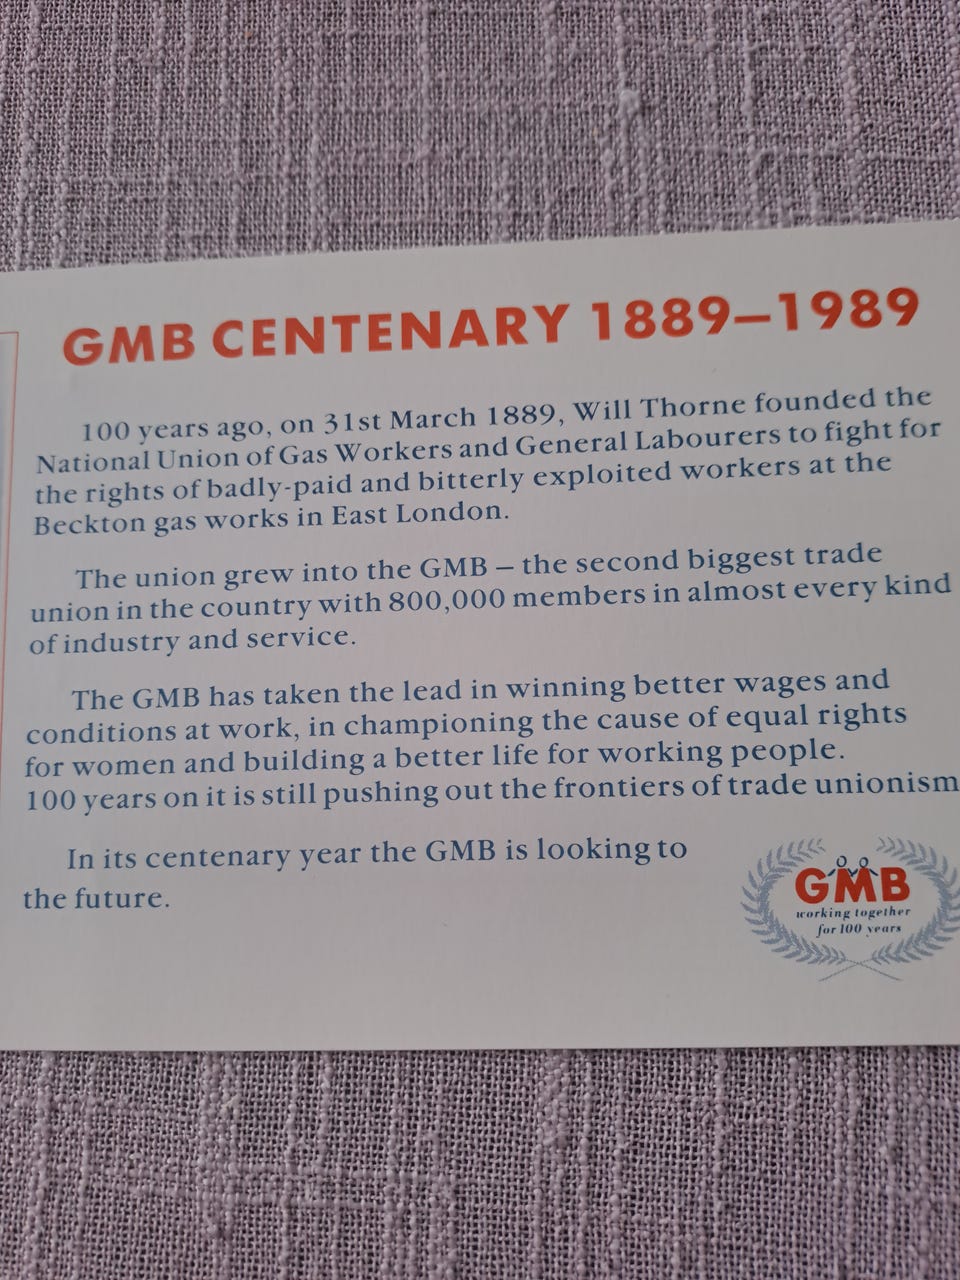 GMB CENTENARY 1889–1989
100 years ago, on 31st March 1889, Will Thorne founded the
National Union of Gas Workers and General Labourers to fight for
the rights of badly-paid and bitterly exploited workers at the
Beckton gas works in East London.
The union grew into the GMB – the second biggest trade
union in the country with 800,000 members in almost every kind
of industry and service.
The GMB has taken the lead in winning better wages and
conditions at work, in championing the cause of equal rights
for women and building a better life for working people.
100 years on it is still pushing out the frontiers of trade unionism
In its centenary year the GMB is looking to
the future.
GMB
working together
for 100 years